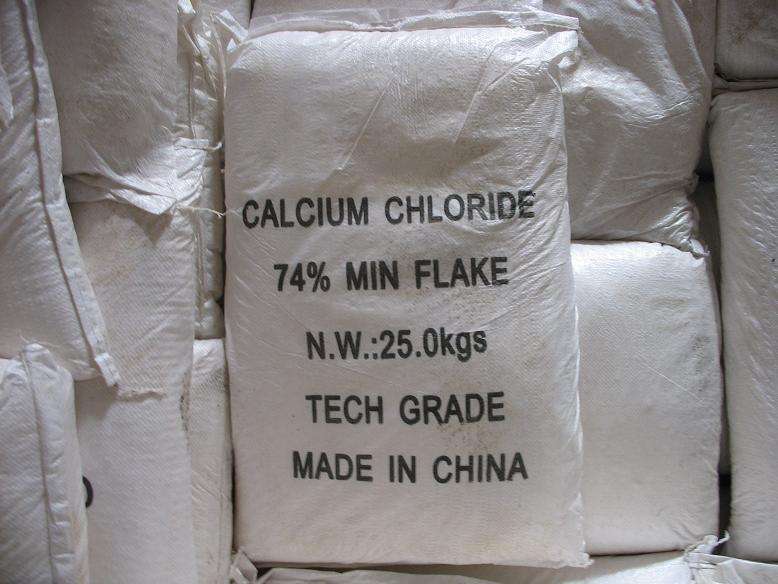 CALCIUM CHLORIDE
74% MIN FLAKE
N.W.:25.0kgs
TECH GRADE
MADE IN CHINA